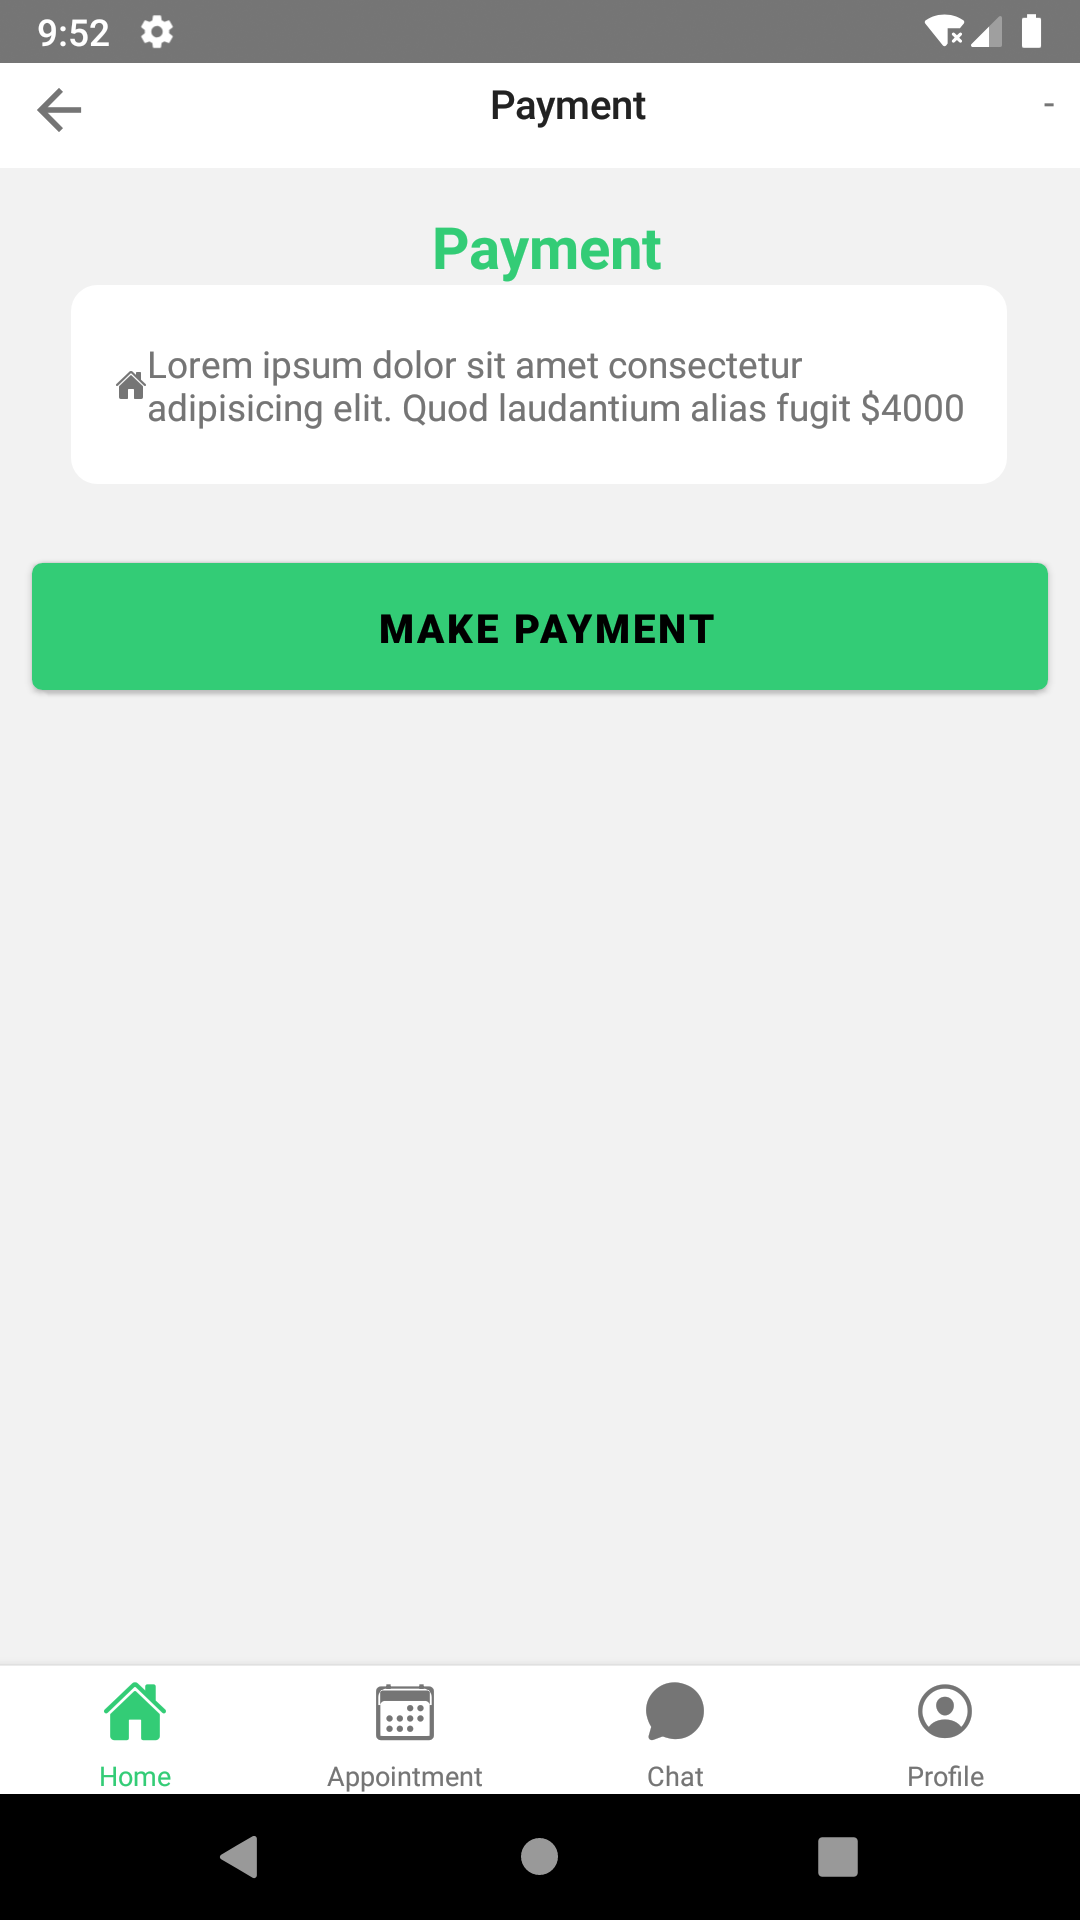 9:52
Payment
-
Payment
Lorem ipsum dolor sit amet consectetur
adipisicing elit. Quod laudantium alias fugit $4000
MAKE PAYMENT
Home
Appointment
Chat
Profile